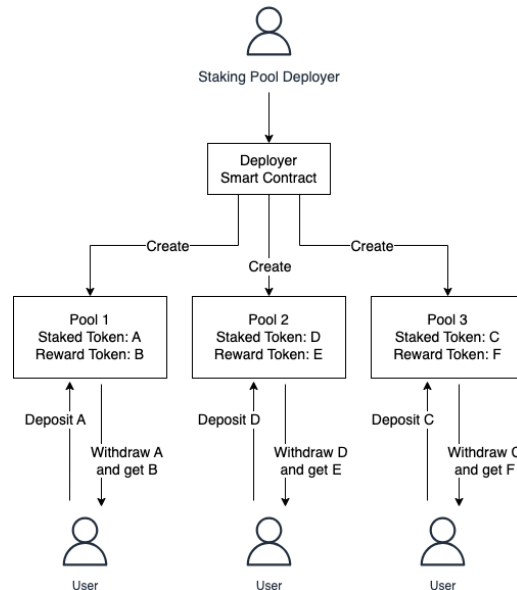 Staking Pool Deployer
Deployer
Smart Contract
Create
Create
Create
Pool 1
Staked Token: A
Reward Token: B
Pool 2
Staked Token: D
Reward Token: E
Pool 3
Staked Token: C
Reward Token: F
Deposit A
Withdraw A
and get B
Deposit D
Withdraw D
and get E
Deposit C
Withdraw C
and get F
User
User
User